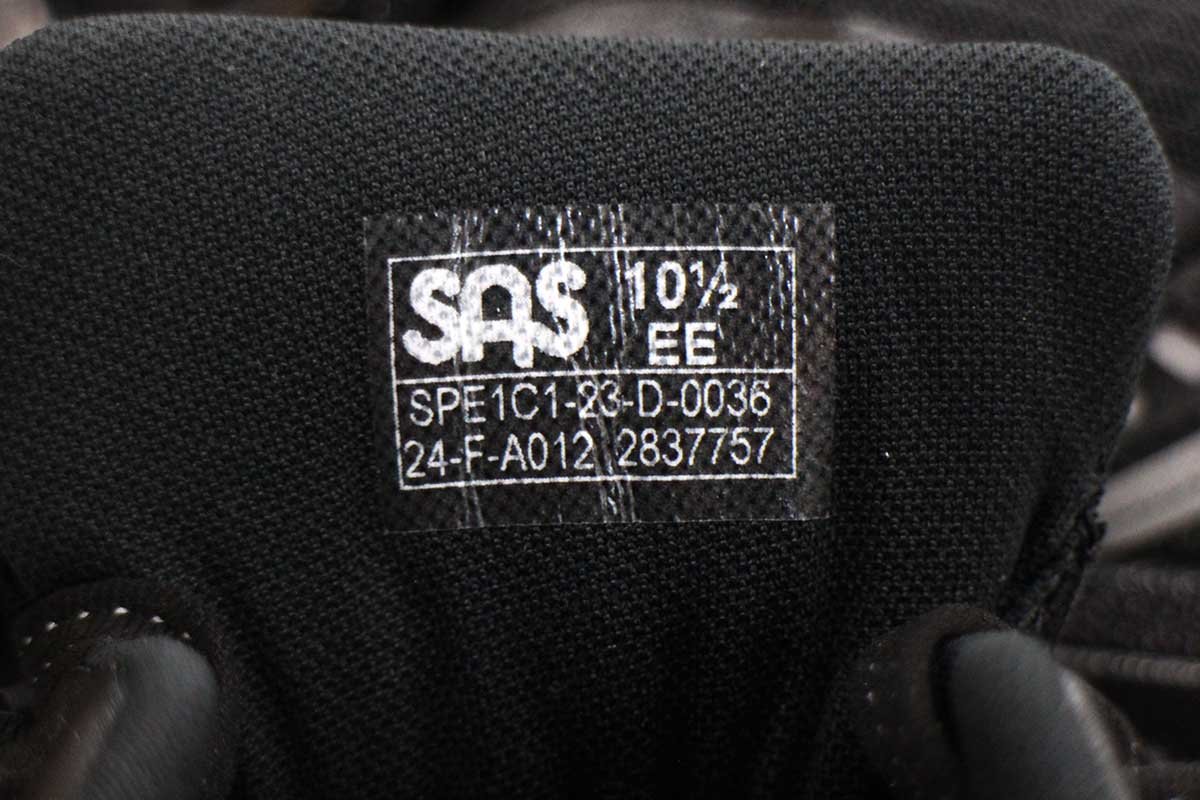 SAS 10½
EE
SPE1C1-23-D-0036
24-F-A012 2837757